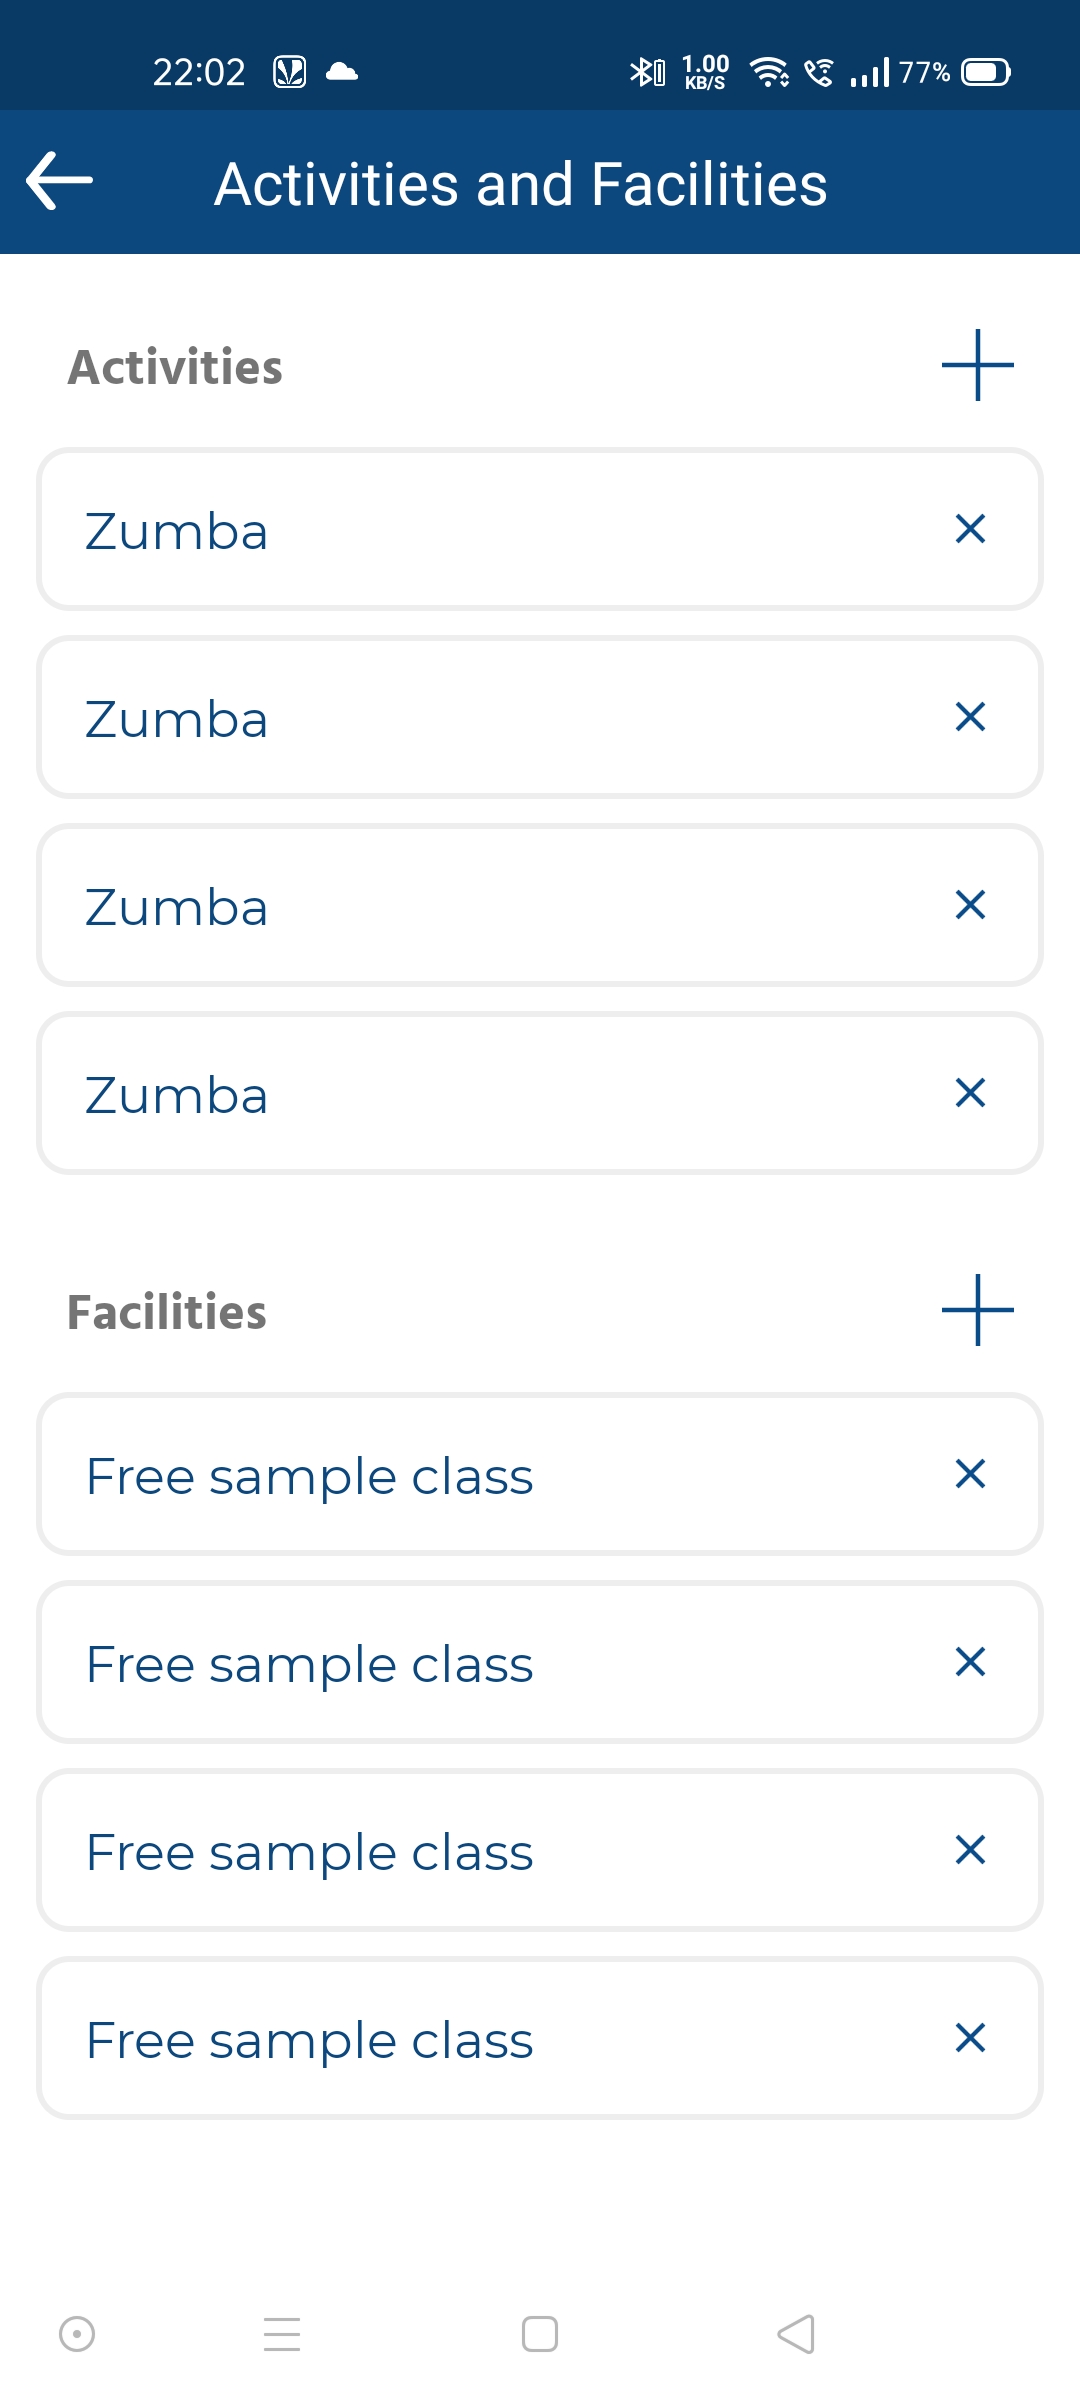 22:02
1.00 KB/S
77%
Activities and Facilities
Activities
Zumba
Zumba
Zumba
Zumba
Facilities
Free sample class
Free sample class
Free sample class
Free sample class